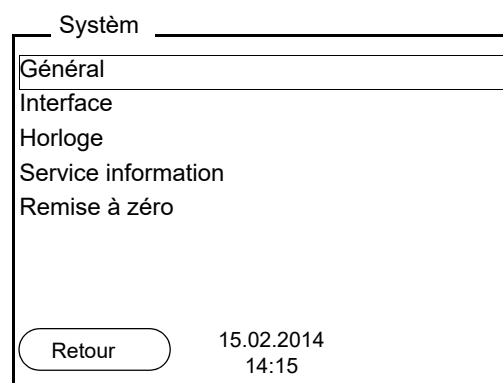 Systèm
Général
Interface
Horloge
Service information
Remise à zéro
Retour
15.02.2014
14:15